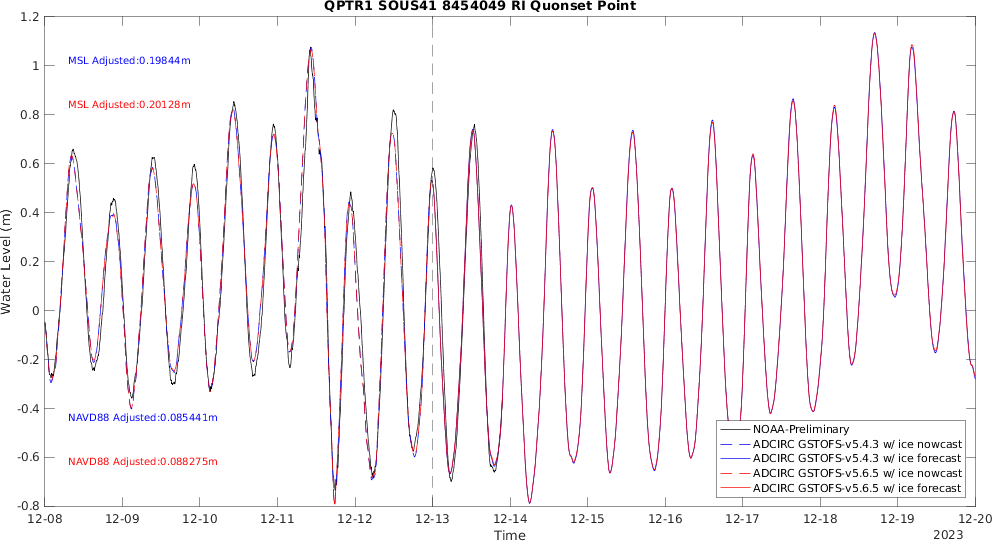 QPTR1 SOUS41 8454049 RI Quonset Point
1.2
1
0.8
0.6
0.4
0.2
0
-0.2
-0.4
-0.6
-0.8
Water Level (m)
MSL Adjusted:0.19844m
MSL Adjusted:0.20128m
NAVD88 Adjusted:0.085441m
NAVD88 Adjusted:0.088275m
NOAA-Preliminary
ADCIRC GSTOFS-v5.4.3 w/ ice nowcast
ADCIRC GSTOFS-v5.4.3 w/ ice forecast
ADCIRC GSTOFS-v5.6.5 w/ ice nowcast
ADCIRC GSTOFS-v5.6.5 w/ ice forecast
12-08 12-09 12-10 12-11 12-12 12-13 12-14 12-15 12-16 12-17 12-18 12-19 12-20
Time
2023